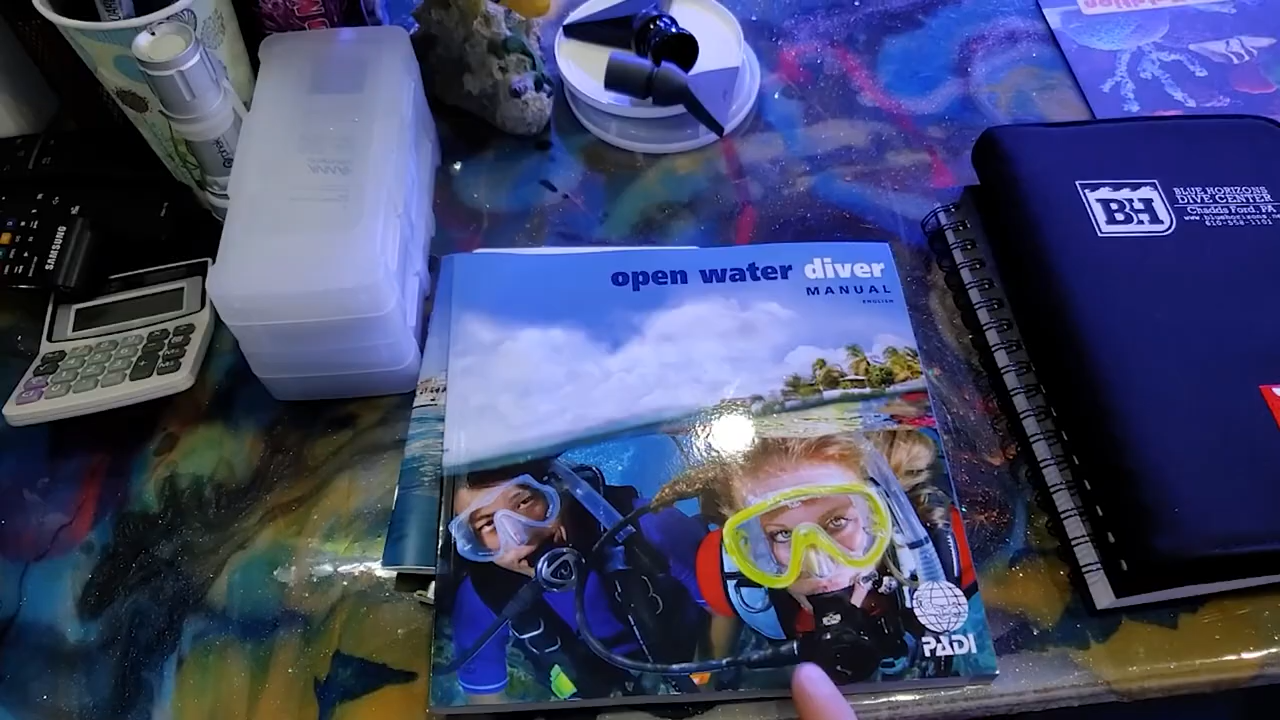 open water diver
MANUAL
ENGLISH
PADI
BH
BLUE HORIZONS
DIVE CENTER
Chadds Ford, PA
SAMSUNG